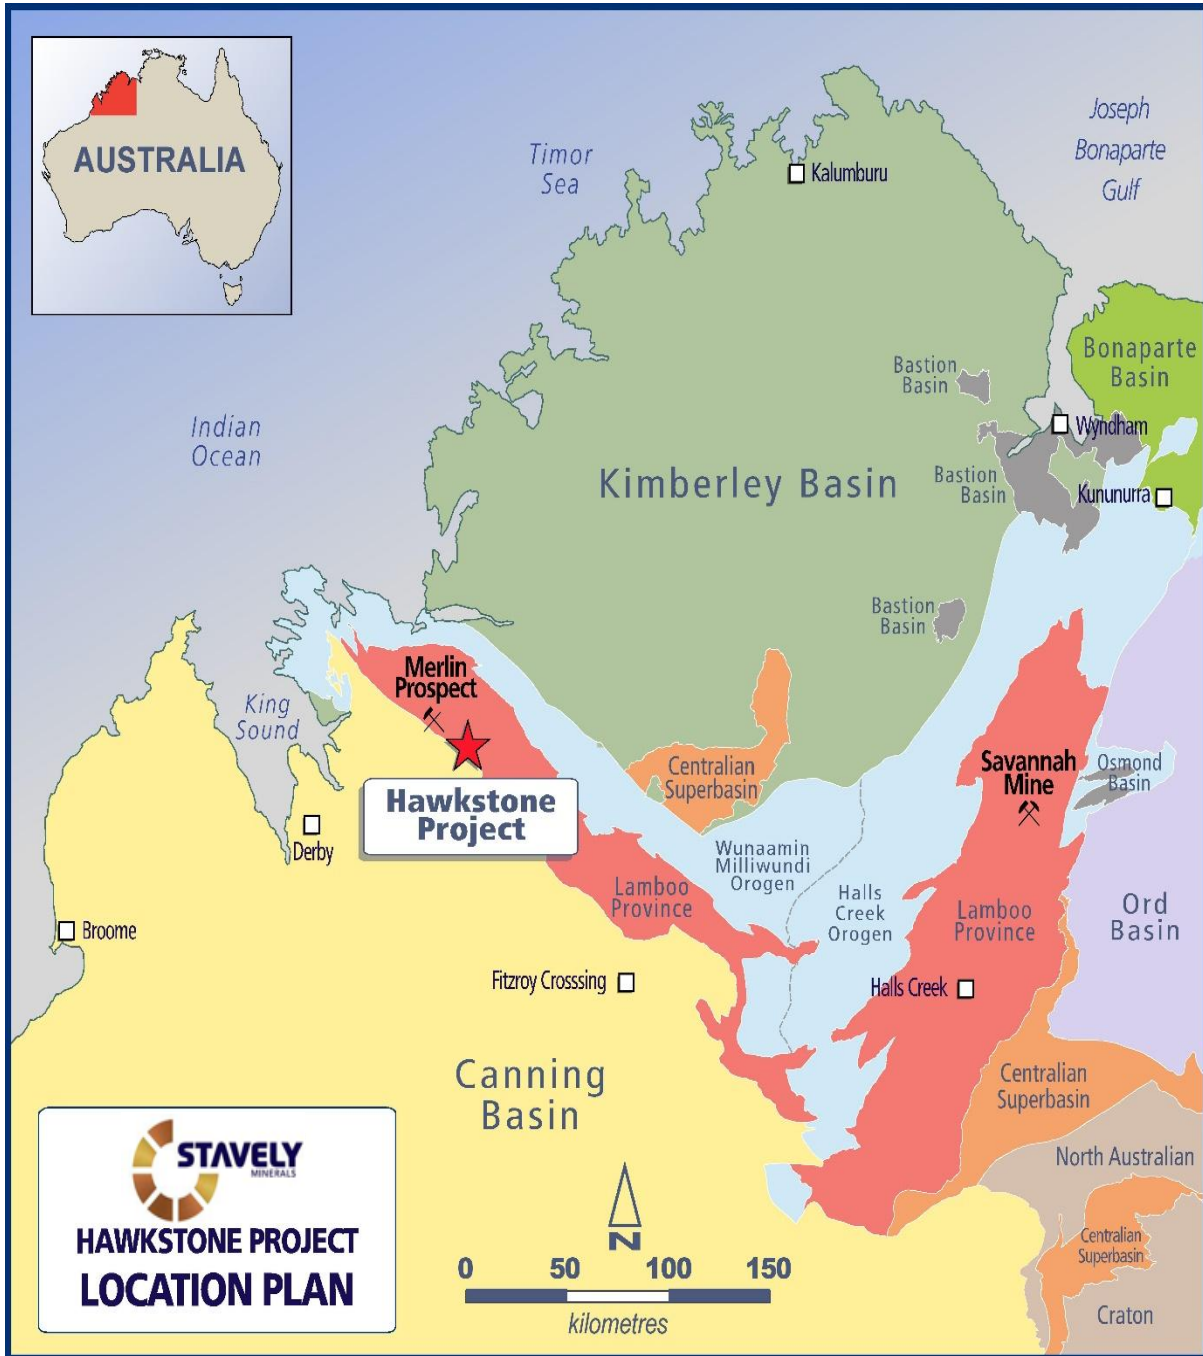 AUSTRALIA
Timor
Sea
Joseph
Bonaparte
Gulf
Kalumburu
Indian
Ocean
Bastion
Basin
Bonaparte
Basin
Wyndham
Kimberley Basin
Bastion
Basin
Kununurra
Bastion
Basin
King
Sound
Merlin
Prospect
Hawkstone
Project
Derby
Broome
Centralian
Superbasin
Savannah
Mine
Osmond
Basin
Wunaamin
Milliwundi
Orogen
Halls
Creek
Orogen
Lamboo
Province
Lamboo
Province
Ord
Basin
Fitzroy Crosssing
Halls Creek
Canning
Basin
Centralian
Superbasin
North Australian
Centralian
Superbasin
Craton
STAVELY
MINERALS
HAWKSTONE PROJECT
LOCATION PLAN
N
0 50 100 150
kilometres